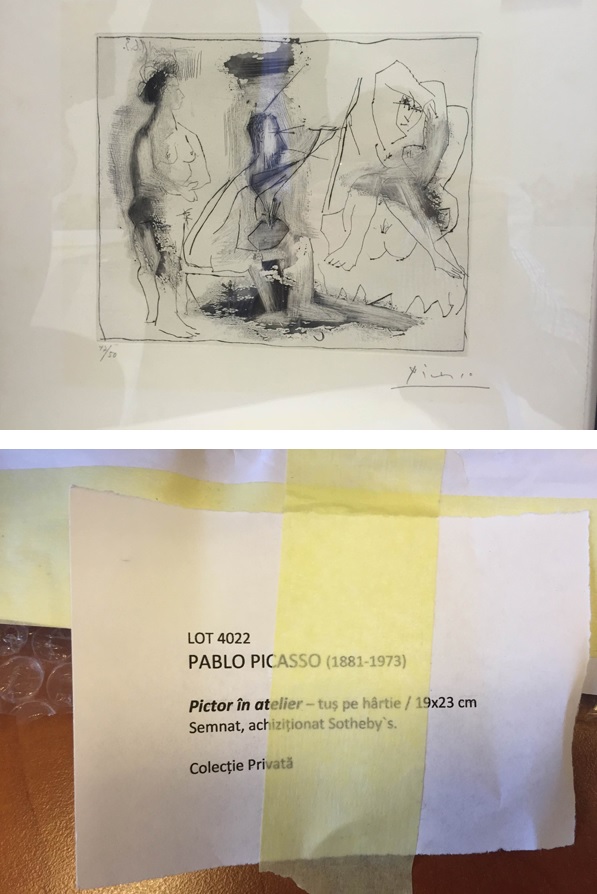 Picasso
LOT 4022
PABLO PICASSO (1881-1973)
Pictor în atelier – tuș pe hârtie / 19x23 cm
Semnat, achiziționat Sotheby`s.
Colecție Privată